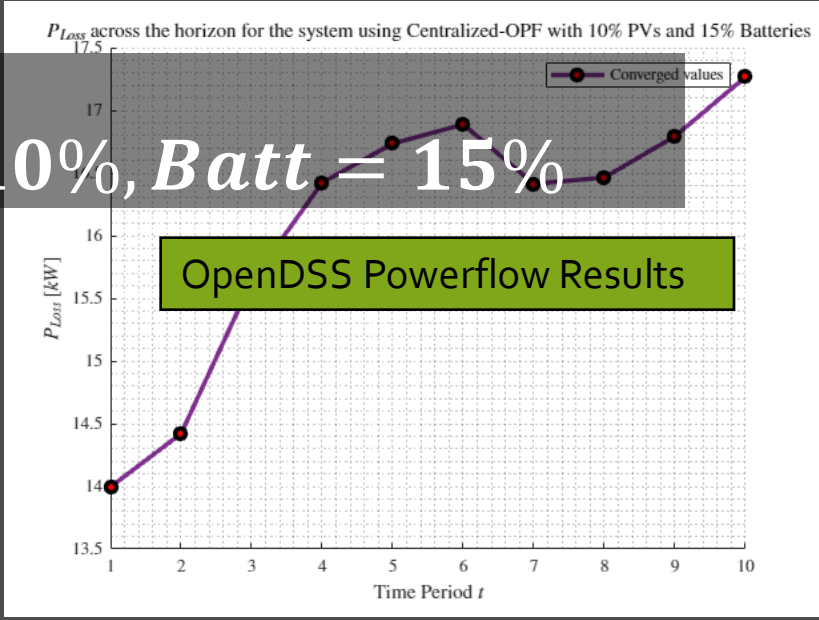 P_Loss across the horizon for the system using Centralized-OPF with 10% PVs and 15% Batteries
17.5
Converged values
17
0%, Batt = 15%
16
OpenDSS Powerflow Results
P_Loss [kW]
15.5
15
14.5
14
13.5
1 2 3 4 5 6 7 8 9 10
Time Period t